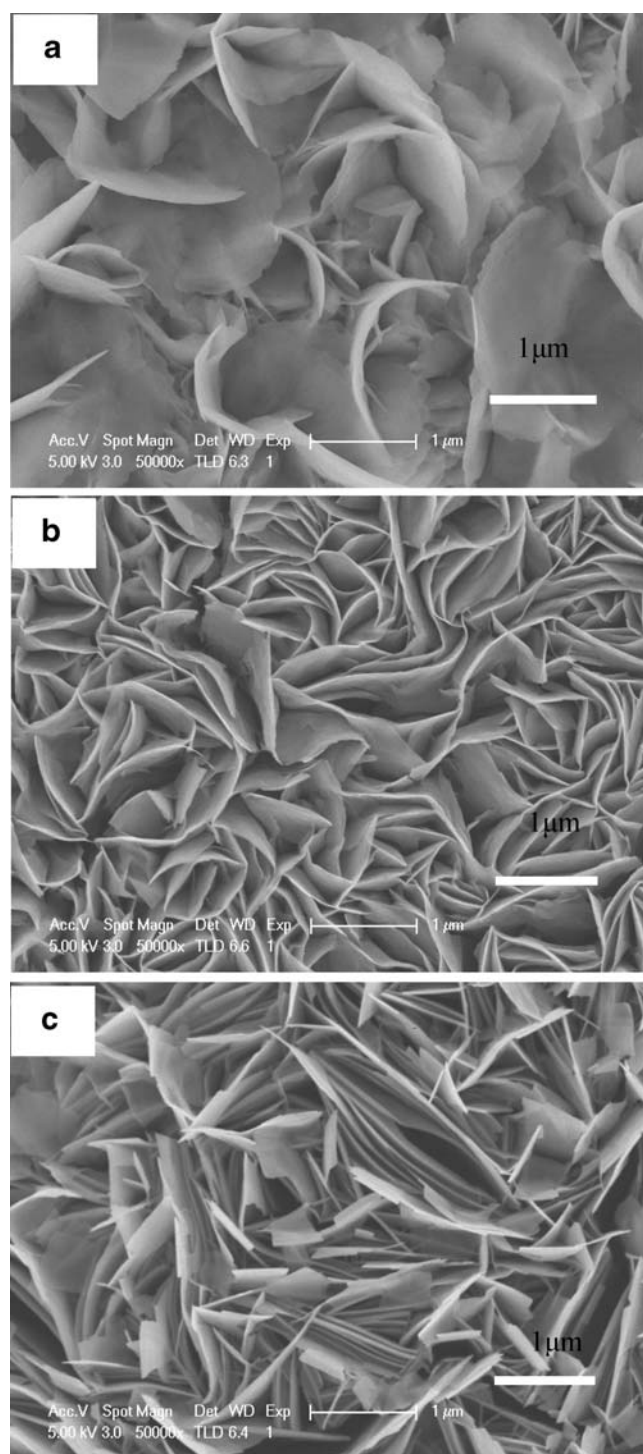 a
1μm
Acc.V Spot Magn Det WD Exp 1 μm
5.00 kV 3.0 50000x TLD 6.3 1
b
1μm
Acc.V Spot Magn Det WD Exp 1 μm
5.00 kV 3.0 50000x TLD 6.6 1
c
1μm
Acc.V Spot Magn Det WD Exp 1 μm
5.00 kV 3.0 50000x TLD 6.4 1